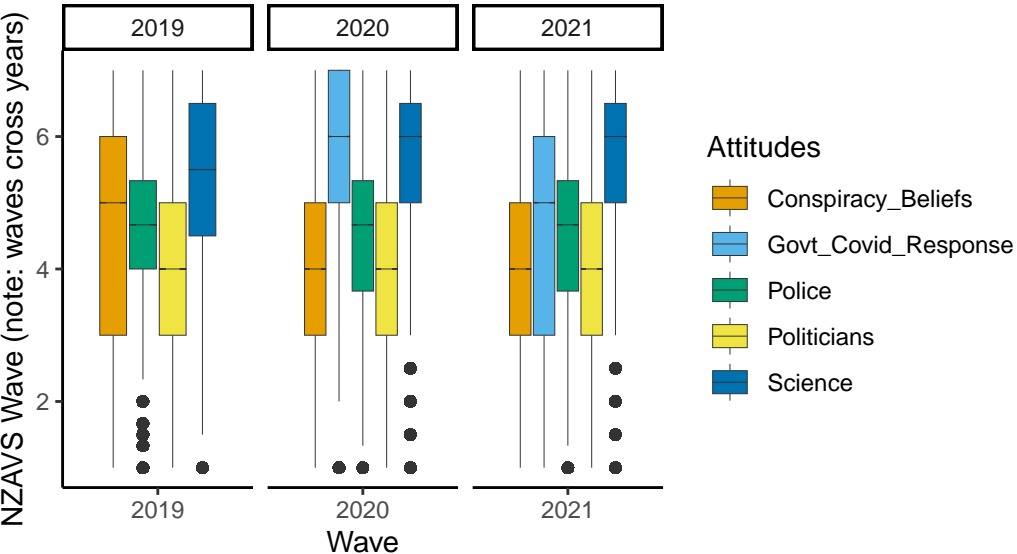 2019 2020 2021
NZAVS Wave (note: waves cross years)
6
4
2
2019 2020 2021
Wave
Attitudes
Conspiracy_Beliefs
Govt_Covid_Response
Police
Politicians
Science